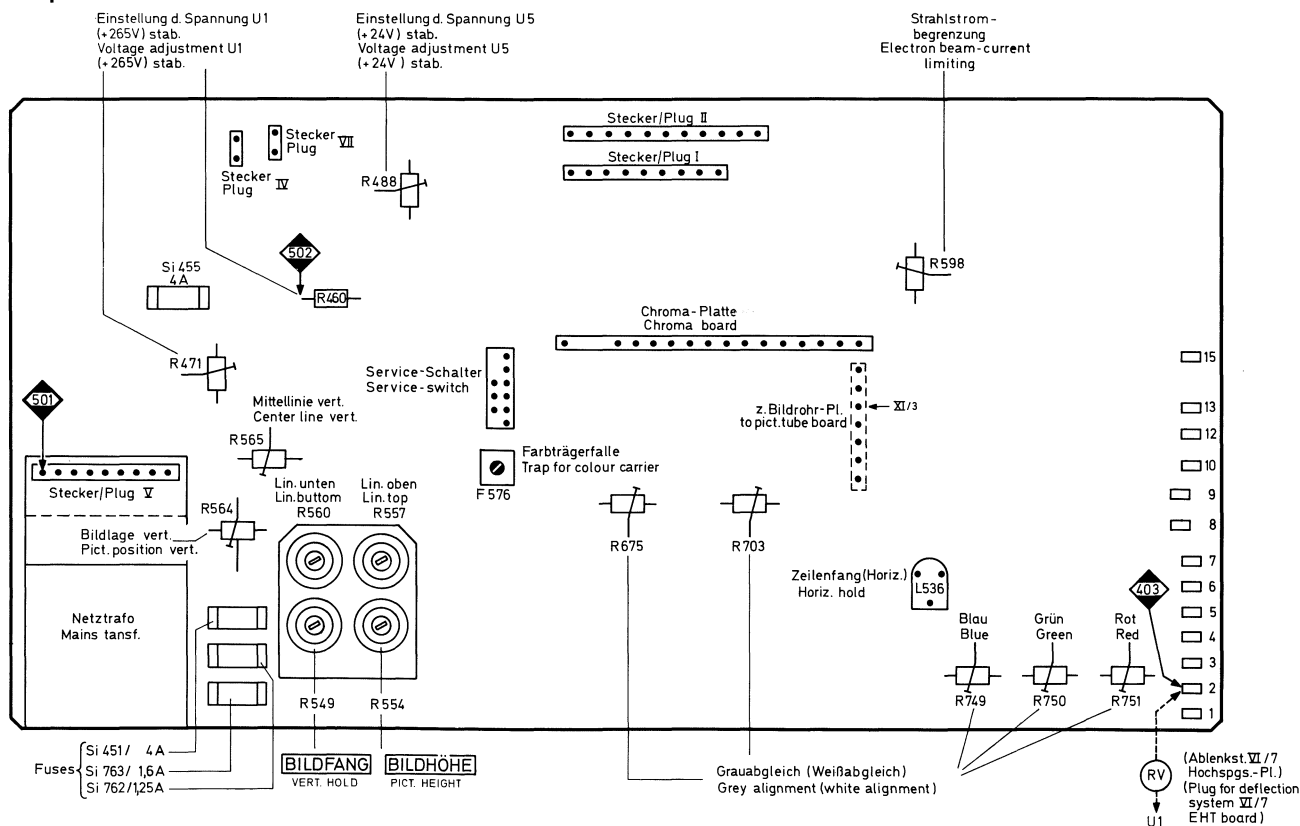 Einstellung d. Spannung U1
(+265V) stab.
Voltage adjustment U1
(+265V) stab.
Einstellung d. Spannung U5
(+24V) stab.
Voltage adjustment U5
(+24V) stab.
Strahlstrom-
begrenzung
Electron beam-current
limiting
Stecker VII
Plug
Stecker IV
Plug
R488
Stecker/Plug II
Stecker/Plug I
502
Si 455
4A
R460
R598
Chroma-Platte
Chroma board
R471
Service-Schalter
Service-switch
501
Mittellinie vert.
Center line vert.
R565
z. Bildrohr-Pl.
to pict. tube board
XI/3
15
13
12
10
9
8
7
6
5
4
3
2
1
Stecker/Plug V
Farbträgerfalle
Trap for colour carrier
F 576
R564
Lin. unten
Lin. buttom
R560
Lin. oben
Lin. top
R557
Bildlage vert.
Pict. position vert.
R675
R703
Zeilenfang (Horiz.)
Horiz. hold
L536
403
Netztrafo
Mains tansf.
Blau
Blue
Grün
Green
Rot
Red
R549
R554
R749
R750
R751
Fuses
Si 451/ 4A
Si 763/ 1,6A
Si 762/1,25A
BILDFANG
VERT. HOLD
BILDHÖHE
PICT. HEIGHT
Grauabgleich (Weißabgleich)
Grey alignment (white alignment)
RV
U1
(Ablenkst. VI/7
Hochspgs.-Pl.)
(Plug for deflection
system VI/7
EHT board)